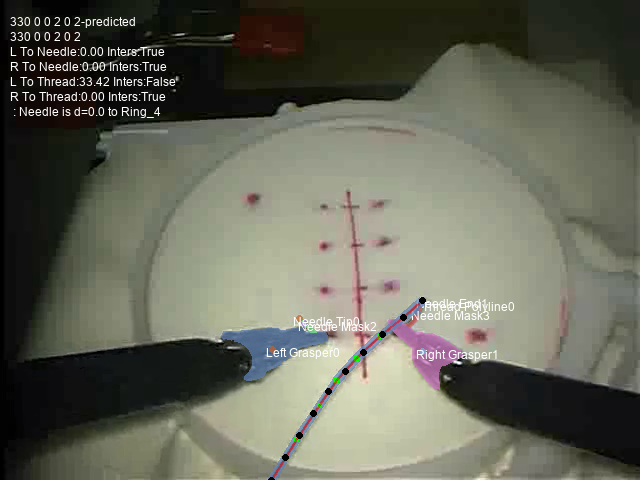 330 0 0 2 0 2-predicted
330 0 0 2 0 2
L To Needle:0.00 Inters:True
R To Needle:0.00 Inters:True
L To Thread:33.42 Inters:False
R To Thread:0.00 Inters:True
: Needle is d=0.0 to Ring_4
Thread Polyline0
Needle Mask3
Needle Tip0
Needle Mask2
Left Grasper0
Right Grasper1